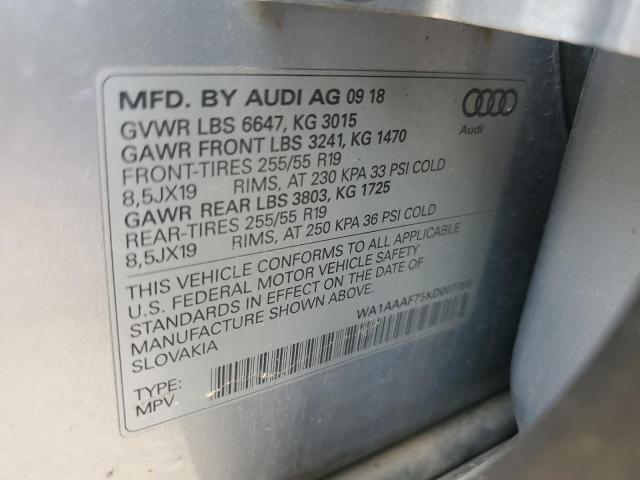 MFD. BY AUDI AG 09 18
GVWR LBS 6647, KG 3015
GAWR FRONT LBS 3241, KG 1470
FRONT-TIRES 255/55 R19
8,5JX19 RIMS, AT 230 KPA 33 PSI COLD
GAWR REAR LBS 3803, KG 1725
REAR-TIRES 255/55 R19
8,5JX19 RIMS, AT 250 KPA 36 PSI COLD
Audi
THIS VEHICLE CONFORMS TO ALL APPLICABLE
U.S. FEDERAL MOTOR VEHICLE SAFETY
STANDARDS IN EFFECT ON THE DATE OF
MANUFACTURE SHOWN ABOVE.
SLOVAKIA
TYPE:
MPV